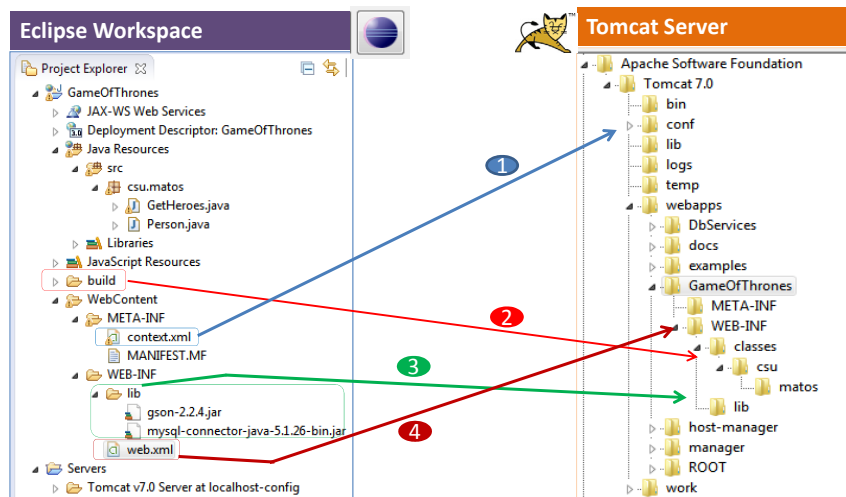 Eclipse Workspace
Project Explorer
GameOfThrones
JAX-WS Web Services
3.0 Deployment Descriptor: GameOfThrones
Java Resources
src
csu.matos
GetHeroes.java
Person.java
Libraries
JavaScript Resources
build
WebContent
META-INF
context.xml
MANIFEST.MF
WEB-INF
lib
gson-2.2.4.jar
mysql-connector-java-5.1.26-bin.jar
web.xml
Servers
Tomcat v7.0 Server at localhost-config
1
2
3
4
TM
Tomcat Server
Apache Software Foundation
Tomcat 7.0
bin
conf
lib
logs
temp
webapps
DbServices
docs
examples
GameOfThrones
META-INF
WEB-INF
classes
csu
matos
lib
host-manager
manager
ROOT
work